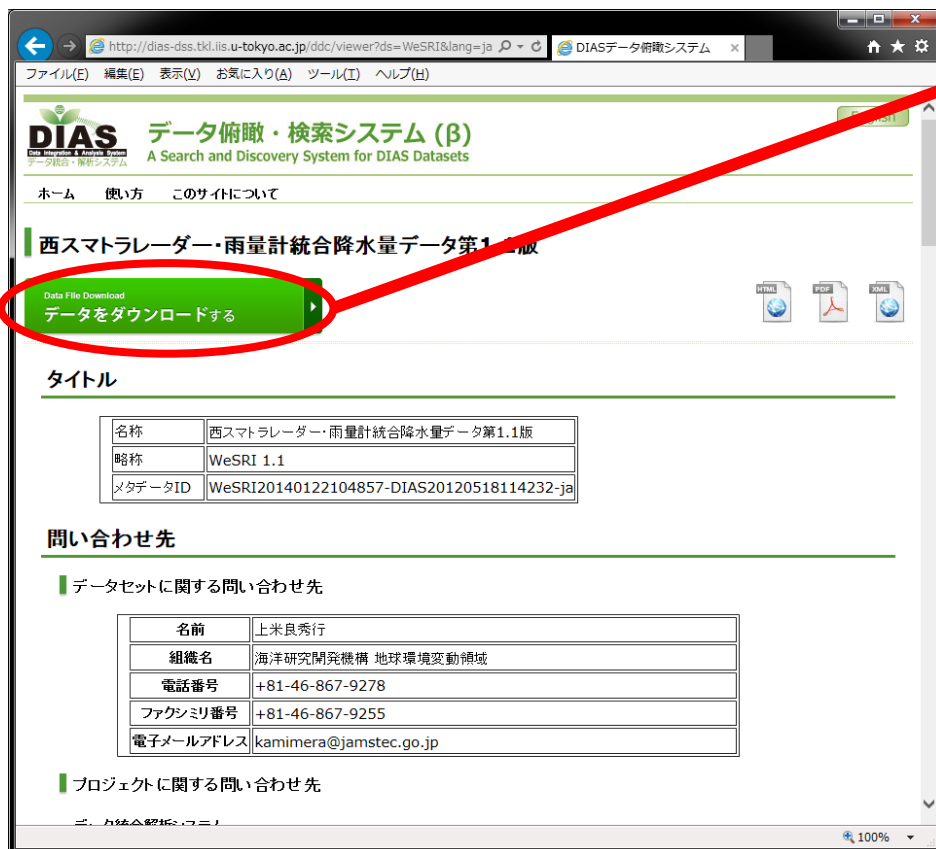 http://dias-dss.tkl.iis.u-tokyo.ac.jp/ddc/viewer?ds=WeSRI&lang=ja
DIASデータ俯瞰システム
ファイル(F) 編集(E) 表示(V) お気に入り(A) ツール(T) ヘルプ(H)
DIAS
Data Integration & Analysis System
データ統合・解析システム
データ俯瞰・検索システム (β)
A Search and Discovery System for DIAS Datasets
ホーム 使い方 このサイトについて
西スマトラレーダー・雨量計統合降水量データ第1.1版
Data File Download
データをダウンロードする
HTML PDF XML
タイトル
名称 西スマトラレーダー・雨量計統合降水量データ第1.1版
略称 WeSRI 1.1
メタデータID WeSRI20140122104857-DIAS20120518114232-ja
問い合わせ先
データセットに関する問い合わせ先
名前 上米良秀行
組織名 海洋研究開発機構 地球環境変動領域
電話番号 +81-46-867-9278
ファクシミリ番号 +81-46-867-9255
電子メールアドレス kamimera@jamstec.go.jp
プロジェクトに関する問い合わせ先
100%